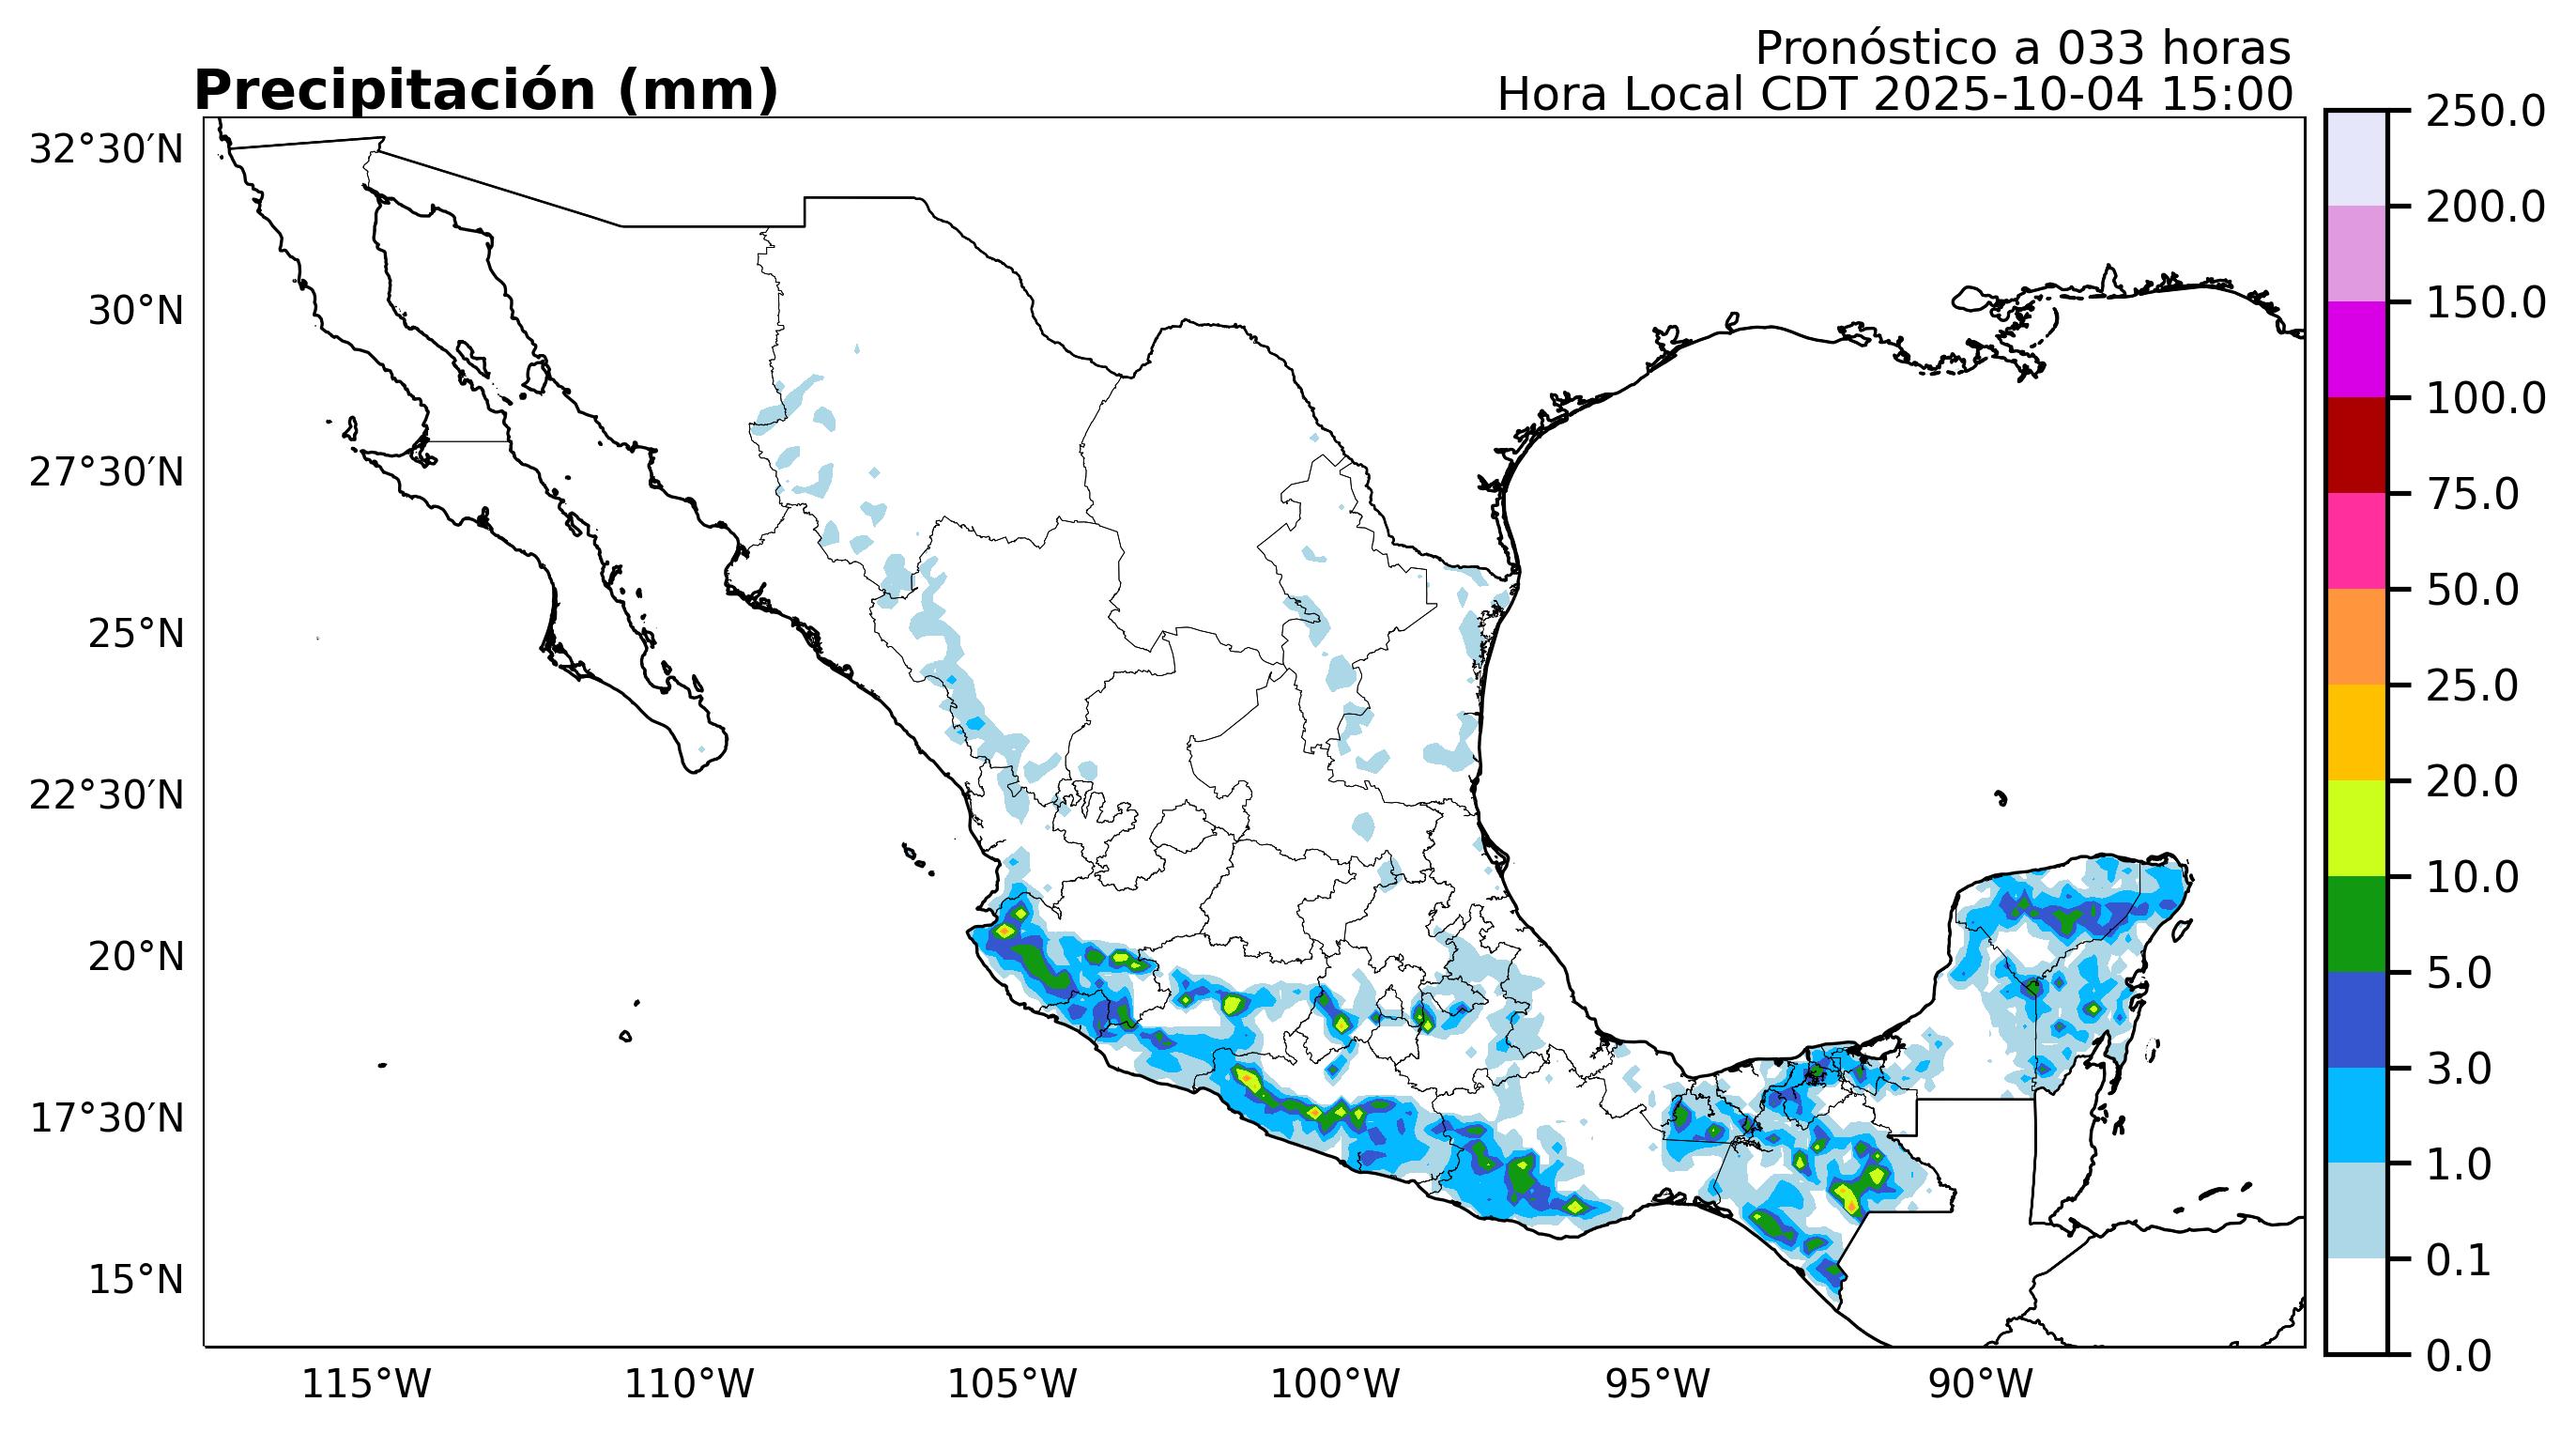 Pronóstico a 033 horas
Precipitación (mm)
Hora Local CDT 2025-10-04 15:00
32°30′N
30°N
27°30′N
25°N
22°30′N
20°N
17°30′N
15°N
115°W
110°W
105°W
100°W
95°W
90°W
250.0
200.0
150.0
100.0
75.0
50.0
25.0
20.0
10.0
5.0
3.0
1.0
0.1
0.0